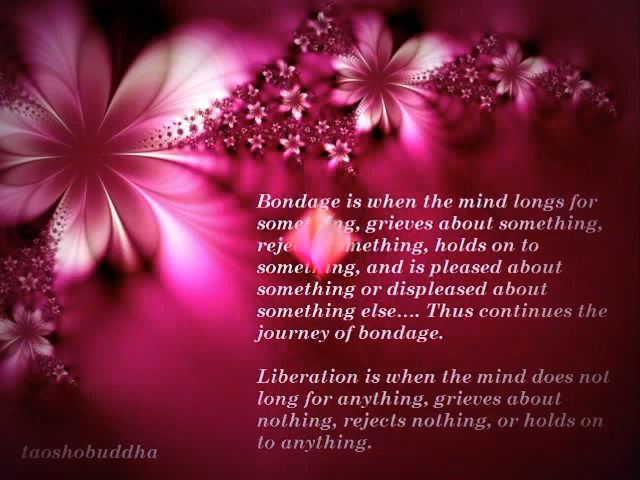 Bondage is when the mind longs for
something, grieves about something,
rejects something, holds on to
something, and is pleased about
something or displeased about
something else.... Thus continues the
journey of bondage.
Liberation is when the mind does not
long for anything, grieves about
nothing, rejects nothing, or holds on
to anything.
taoshobuddha